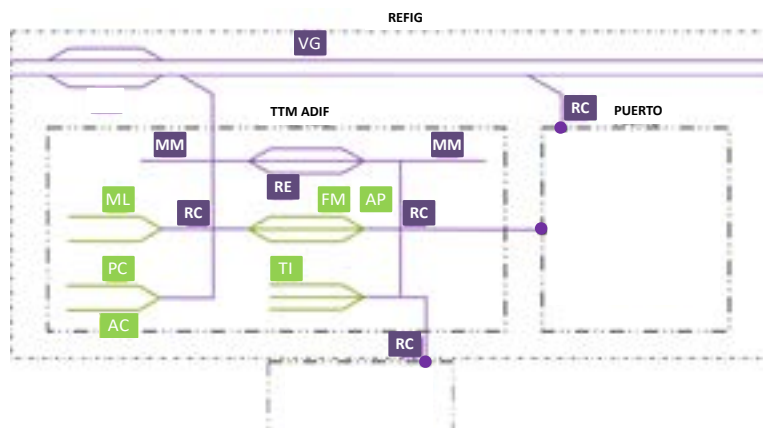 REFIG
VG
RC
TTM ADIF
PUERTO
MM
MM
RE
ML
RC
FM
AP
RC
PC
TI
AC
RC